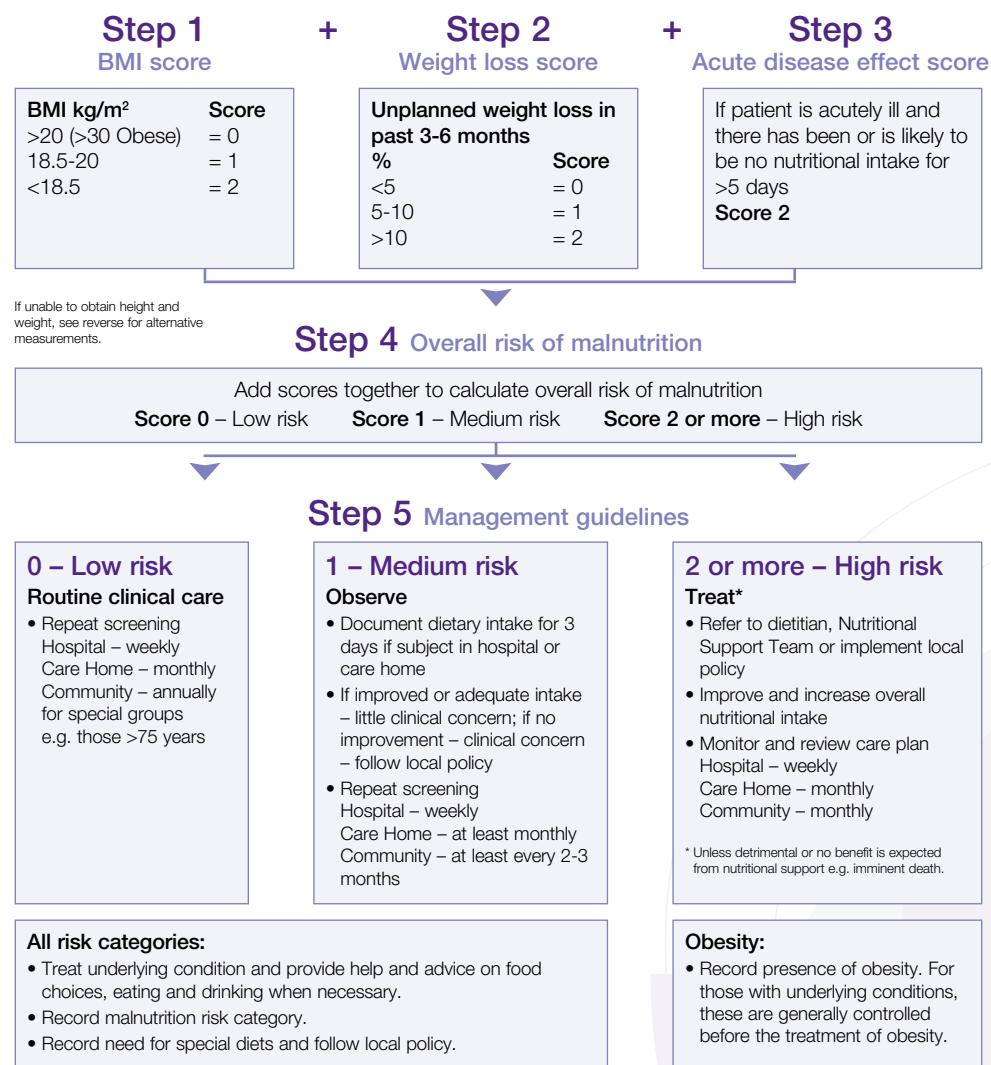 Step 1 + Step 2 + Step 3
BMI score Weight loss score Acute disease effect score
BMI kg/m² Score
>20 (>30 Obese) = 0
18.5-20 = 1
<18.5 = 2
Unplanned weight loss in
past 3-6 months
% Score
<5 = 0
5-10 = 1
>10 = 2
If patient is acutely ill and
there has been or is likely to
be no nutritional intake for
>5 days
Score 2
If unable to obtain height and
weight, see reverse for alternative
measurements.
Step 4 Overall risk of malnutrition
Add scores together to calculate overall risk of malnutrition
Score 0 – Low risk Score 1 – Medium risk Score 2 or more – High risk
Step 5 Management guidelines
0 – Low risk
Routine clinical care
• Repeat screening
Hospital – weekly
Care Home – monthly
Community – annually
for special groups
e.g. those >75 years
1 – Medium risk
Observe
• Document dietary intake for 3
days if subject in hospital or
care home
• If improved or adequate intake
– little clinical concern; if no
improvement – clinical concern
– follow local policy
• Repeat screening
Hospital – weekly
Care Home – at least monthly
Community – at least every 2-3
months
2 or more – High risk
Treat*
• Refer to dietitian, Nutritional
Support Team or implement local
policy
• Improve and increase overall
nutritional intake
• Monitor and review care plan
Hospital – weekly
Care Home – monthly
Community – monthly
* Unless detrimental or no benefit is expected
from nutritional support e.g. imminent death.
All risk categories:
• Treat underlying condition and provide help and advice on food
choices, eating and drinking when necessary.
• Record malnutrition risk category.
• Record need for special diets and follow local policy.
Obesity:
• Record presence of obesity. For
those with underlying conditions,
these are generally controlled
before the treatment of obesity.